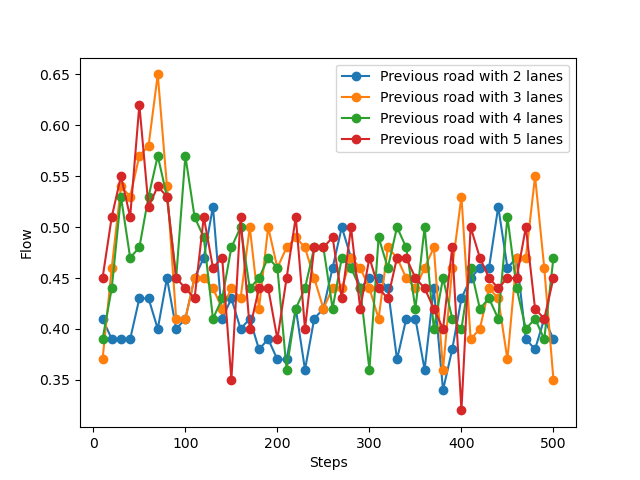 Previous road with 2 lanes
Previous road with 3 lanes
Previous road with 4 lanes
Previous road with 5 lanes
0.65
0.60
0.55
0.50
0.45
0.40
0.35
Flow
0 100 200 300 400 500
Steps